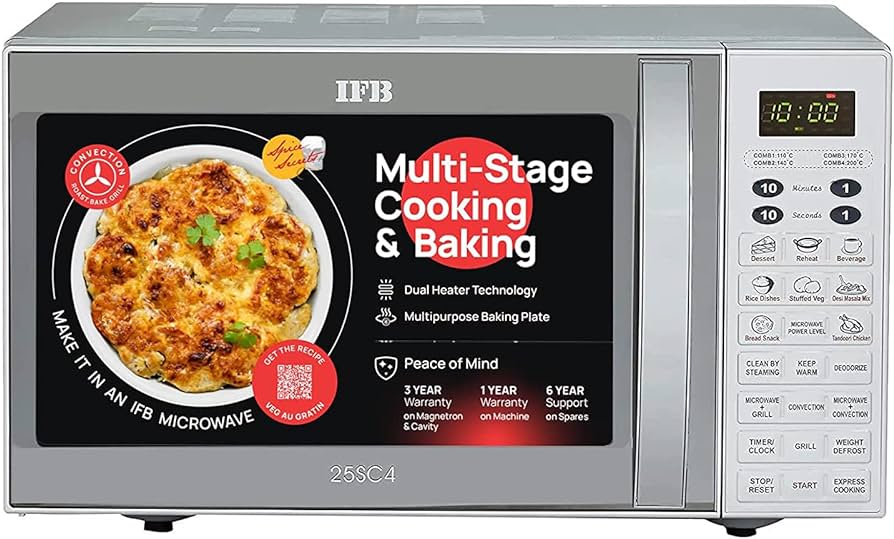 IFB
CONVECTION
ROAST.BAKE.GRILL
Spice
Secrets
Multi-Stage
Cooking
& Baking
Dual Heater Technology
Multipurpose Baking Plate
MAKE IT IN AN IFB MICROWAVE
GET THE RECIPE
VEG AU GRATIN
Peace of Mind
3 YEAR
Warranty
on Magnetron
& Cavity
1 YEAR
Warranty
on Machine
6 YEAR
Support
on Spares
25SC4
18:00
COMB1:110°C COMB3:170°C
COMB2:140°C COMB4:200°C
10 Minutes 1
10 Seconds 1
Dessert Reheat Beverage
Rice Dishes Stuffed Veg Desi Masala Mix
Bread Snack MICROWAVE POWER LEVEL Tandoori Chicken
CLEAN BY STEAMING KEEP WARM DEODORIZE
MICROWAVE + GRILL CONVECTION MICROWAVE + CONVECTION
TIMER/ CLOCK GRILL WEIGHT DEFROST
STOP/ RESET START EXPRESS COOKING